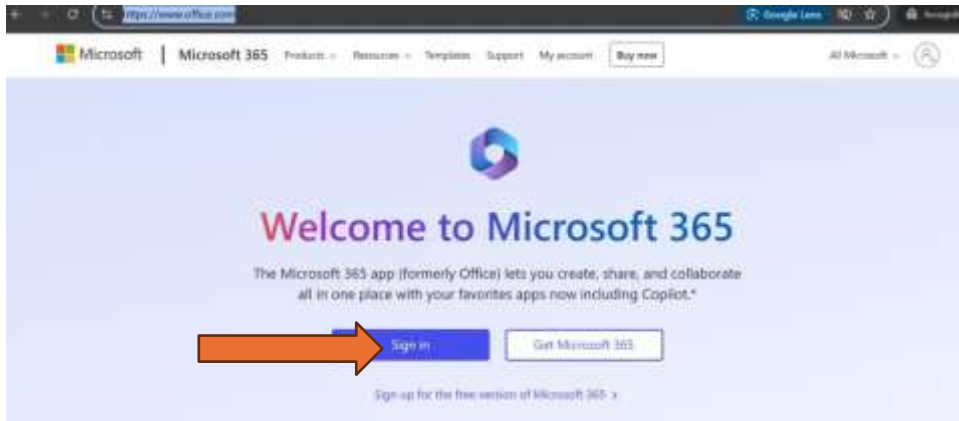 https://www.office.com Google Lens
Microsoft | Microsoft 365 Products Resources Templates Support My account Buy now All Microsoft
Welcome to Microsoft 365
The Microsoft 365 app (formerly Office) lets you create, share, and collaborate
all in one place with your favorites apps now including Copilot.*
Sign in Get Microsoft 365
Sign up for the free version of Microsoft 365 >